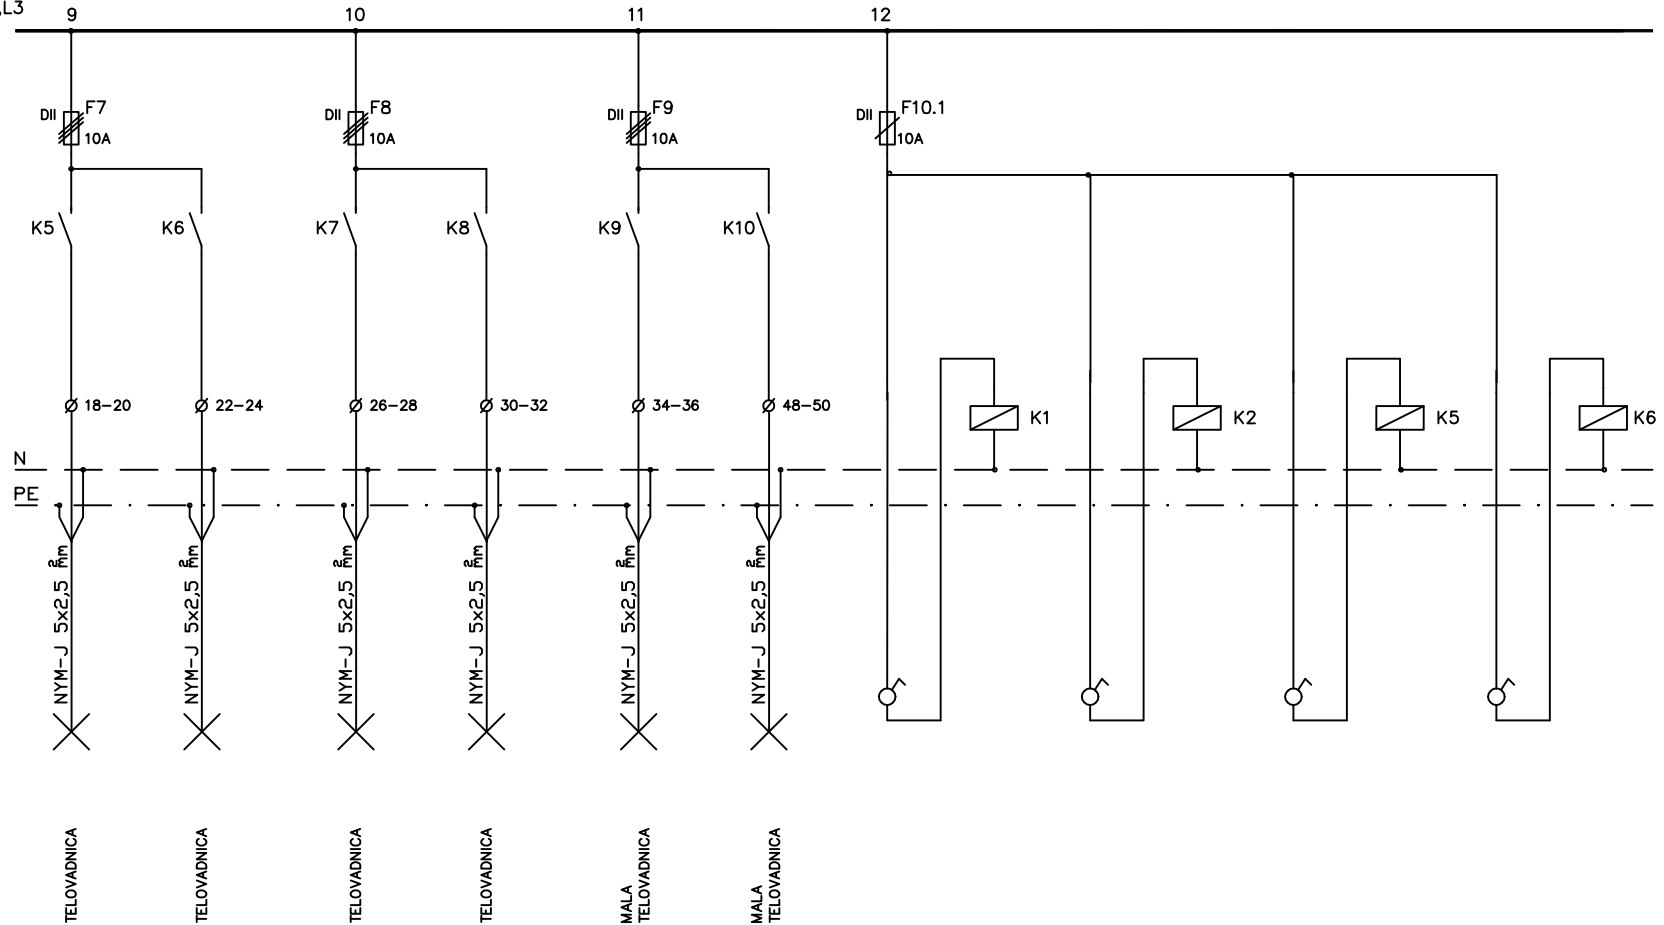 L3
9
10
11
12
DII
F7
10A
DII
F8
10A
DII
F9
10A
DII
F10.1
10A
K5
K6
K7
K8
K9
K10
18-20
22-24
26-28
30-32
34-36
48-50
K1
K2
K5
K6
N
PE
NYM-J 5x2,5 mm²
NYM-J 5x2,5 mm²
NYM-J 5x2,5 mm²
NYM-J 5x2,5 mm²
NYM-J 5x2,5 mm²
NYM-J 5x2,5 mm²
TELOVADNICA
TELOVADNICA
TELOVADNICA
TELOVADNICA
MALA
TELOVADNICA
MALA
TELOVADNICA